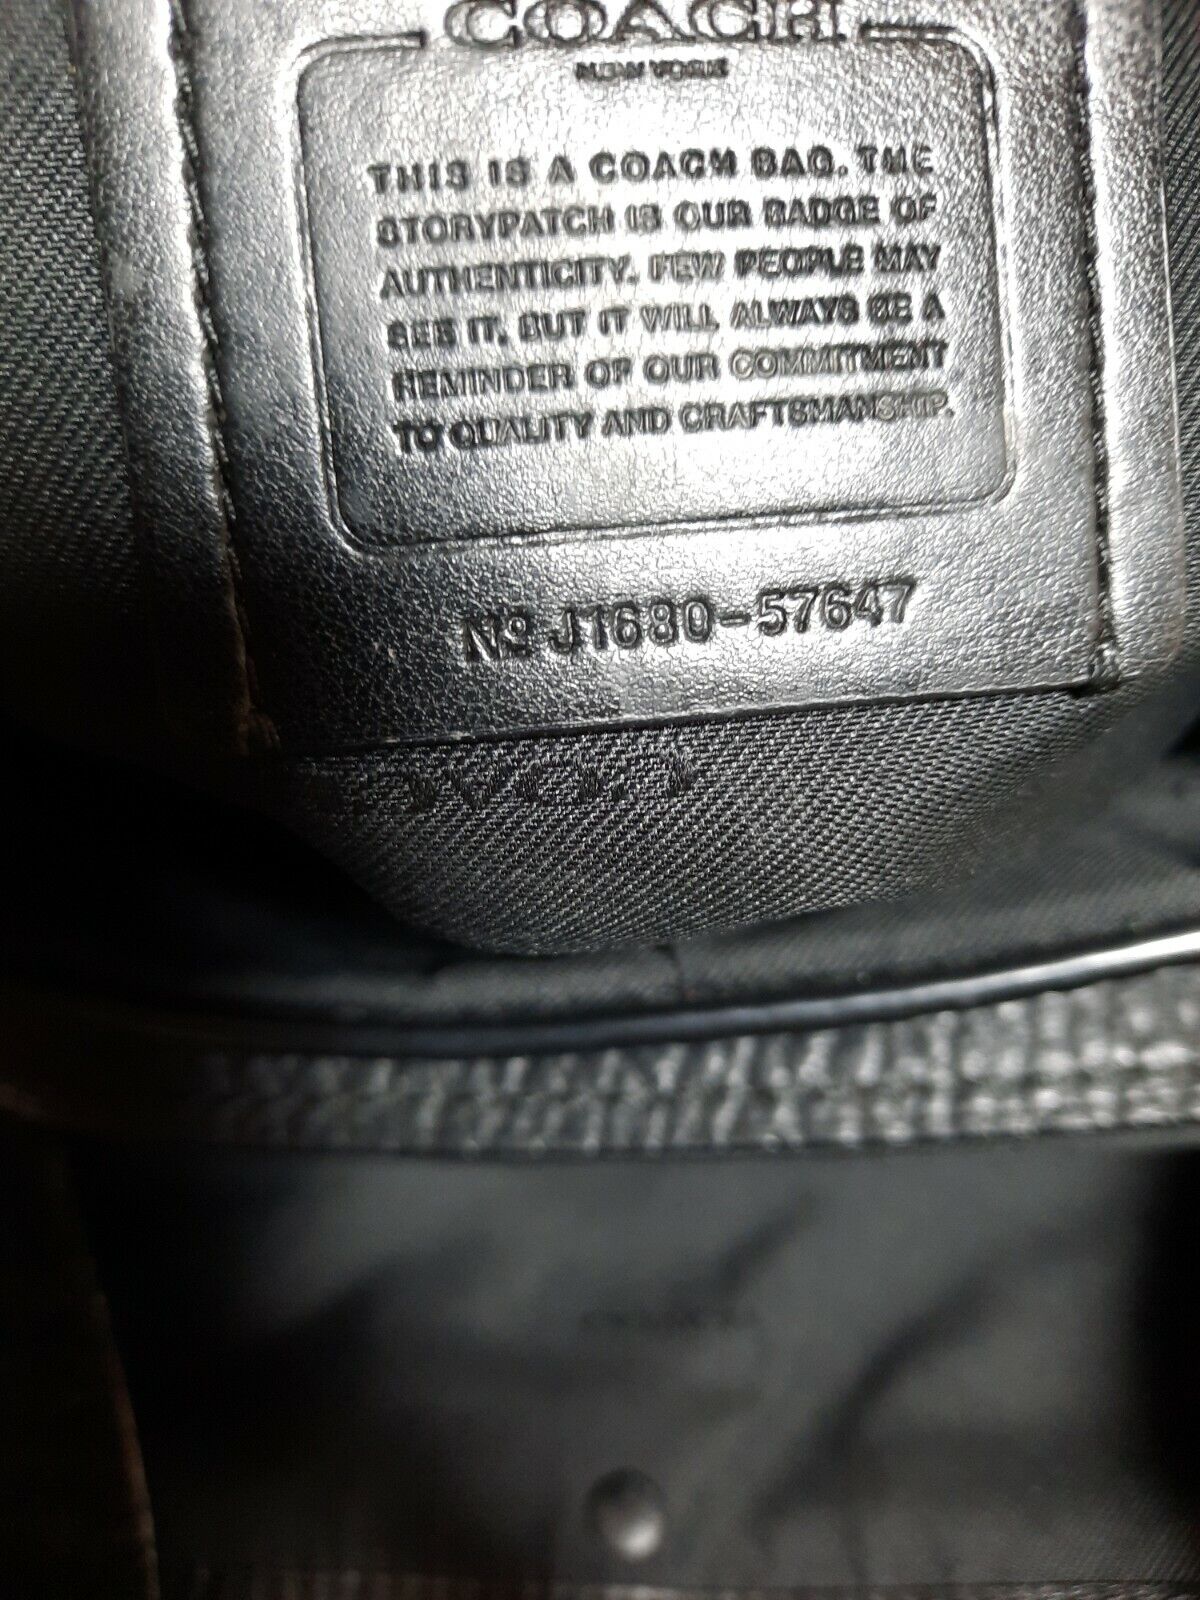 COACH
NEW YORK
THIS IS A COACH BAG. THE
STORYPATCH IS OUR BADGE OF
AUTHENTICITY. FEW PEOPLE MAY
SEE IT, BUT IT WILL ALWAYS BE A
REMINDER OF OUR COMMITMENT
TO QUALITY AND CRAFTSMANSHIP.
Nº J1680-57647